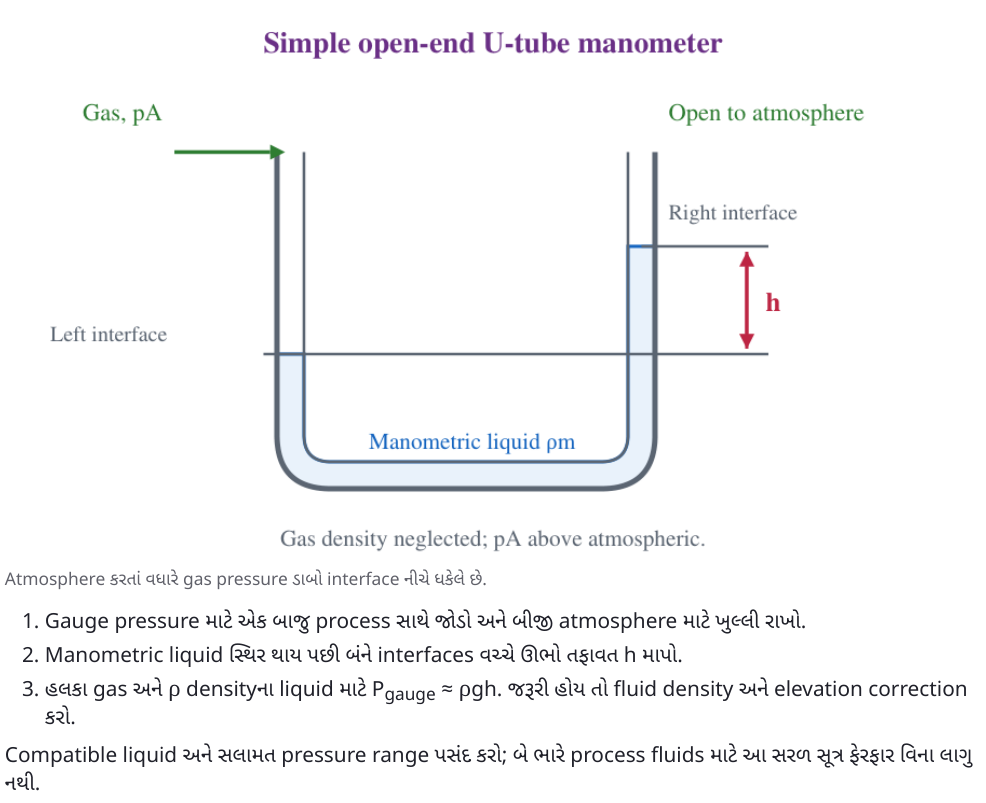 Simple open-end U-tube manometer
Gas, pA
Open to atmosphere
Right interface
h
Left interface
Manometric liquid ρm
Gas density neglected; pA above atmospheric.
Atmosphere કરતાં વધારે gas pressure ડાબો interface નીચે ધકેલે છે.
1. Gauge pressure માટે એક બાજુ process સાથે જોડો અને બીજી atmosphere માટે ખુલ્લી રાખો.
2. Manometric liquid સ્થિર થાય પછી બંને interfaces વચ્ચે ઊભો તફાવત h માપો.
3. હલકા gas અને ρ densityના liquid માટે Pgauge ≈ ρgh. જરૂરી હોય તો fluid density અને elevation correction
કરો.
Compatible liquid અને સલામત pressure range પસંદ કરો; બે ભારે process fluids માટે આ સરળ સૂત્ર ફેરફાર વિના લાગુ
નથી.